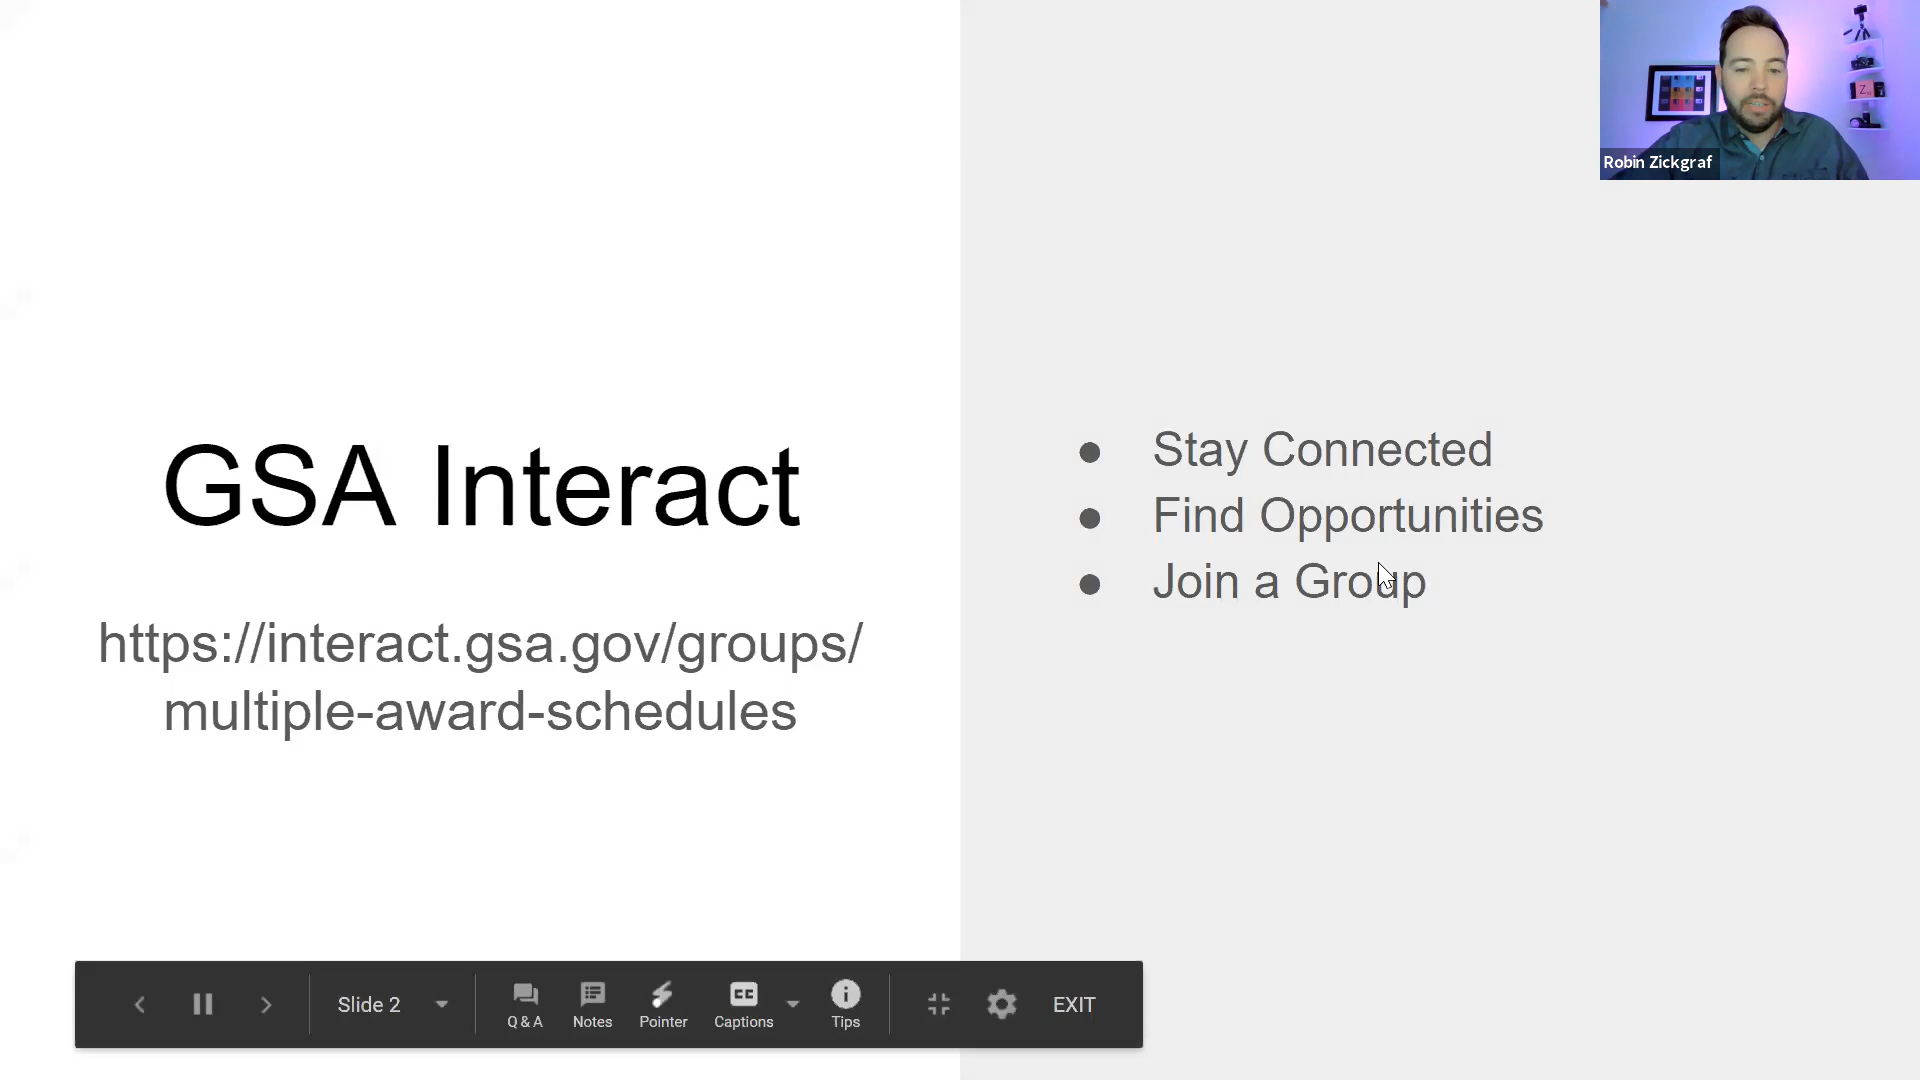 GSA Interact
https://interact.gsa.gov/groups/
multiple-award-schedules
● Stay Connected
● Find Opportunities
● Join a Group
Robin Zickgraf
Slide 2
Q & A
Notes
Pointer
Captions
Tips
EXIT